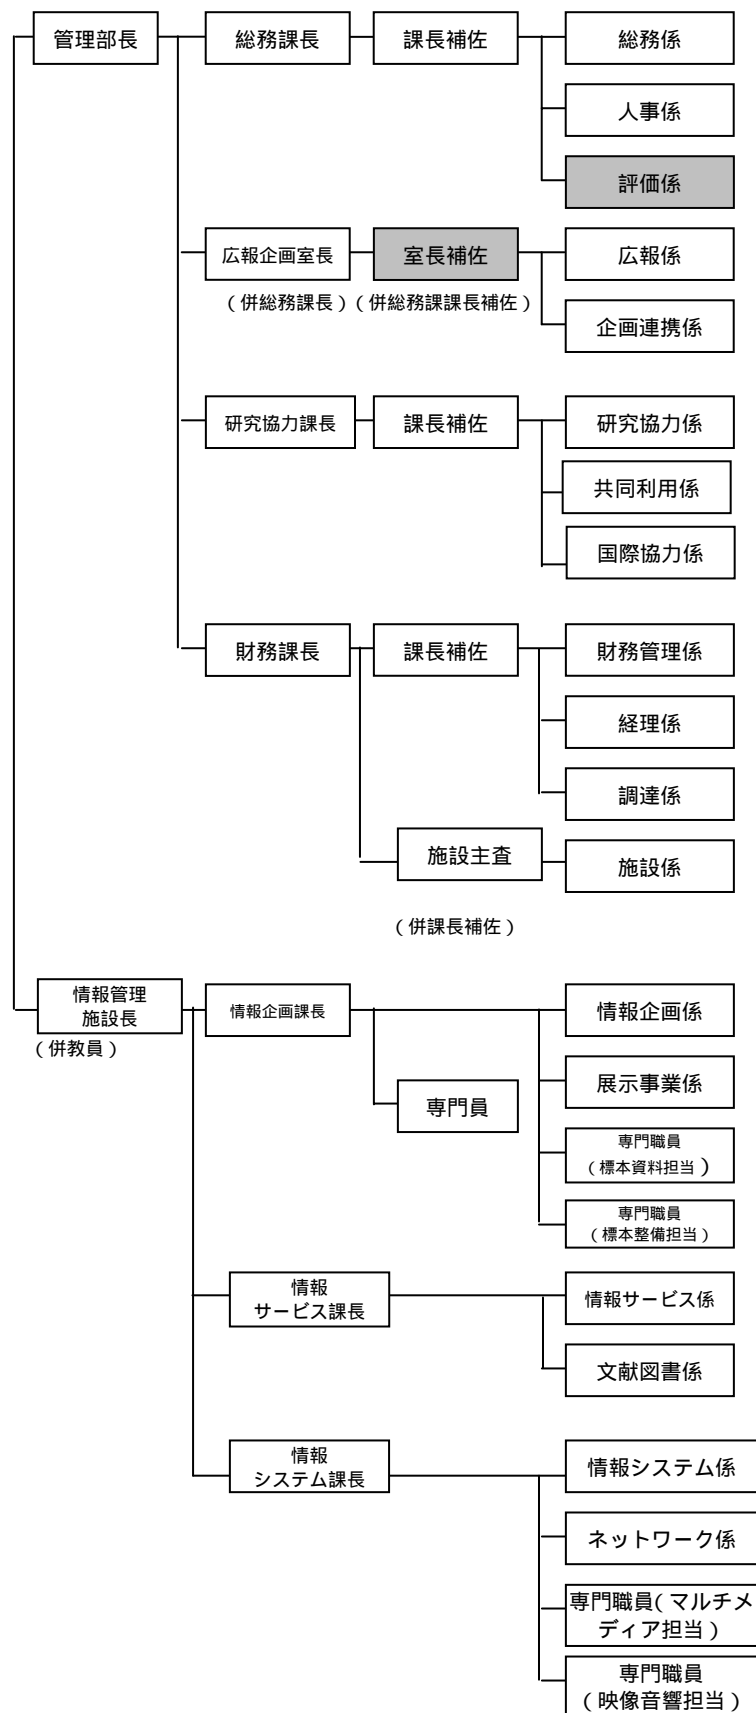 管理部長
総務課長
課長補佐
総務係
人事係
評価係
広報企画室長
室長補佐
広報係
（併総務課長）（併総務課課長補佐）
企画連携係
研究協力課長
課長補佐
研究協力係
共同利用係
国際協力係
財務課長
課長補佐
財務管理係
経理係
調達係
施設主査
施設係
（併課長補佐）
情報管理
施設長
（併教員）
情報企画課長
情報企画係
展示事業係
専門員
専門職員
（標本資料担当）
専門職員
（標本整備担当）
情報
サービス課長
情報サービス係
文献図書係
情報
システム課長
情報システム係
ネットワーク係
専門職員（マルチメ
ディア担当）
専門職員
（映像音響担当）